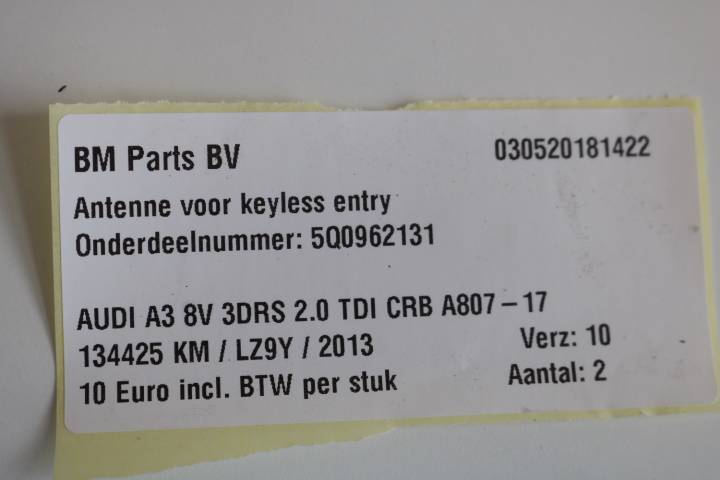 BM Parts BV 030520181422
Antenne voor keyless entry
Onderdeelnummer: 5Q0962131
AUDI A3 8V 3DRS 2.0 TDI CRB A807-17
134425 KM / LZ9Y / 2013 Verz: 10
10 Euro incl. BTW per stuk Aantal: 2